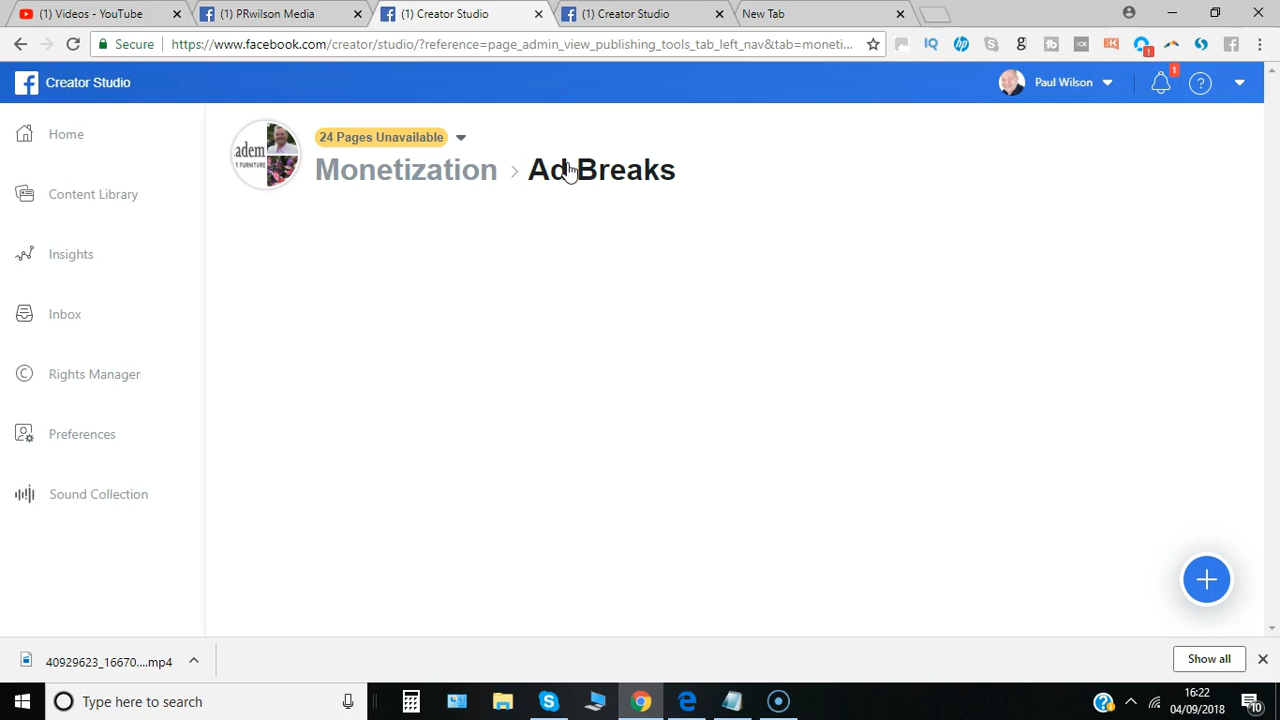 (1) Videos - YouTube
(1) PRwilson Media
(1) Creator Studio
(1) Creator Studio
New Tab
Secure
https://www.facebook.com/creator/studio/?reference=page_admin_view_publishing_tools_tab_left_nav&tab=moneti...
Creator Studio
Paul Wilson
1
Home
Content Library
Insights
Inbox
Rights Manager
Preferences
Sound Collection
adem
FURNITURE
24 Pages Unavailable
Monetization > Ad Breaks
40929623_16670....mp4
Show all
Type here to search
16:22
04/09/2018
10